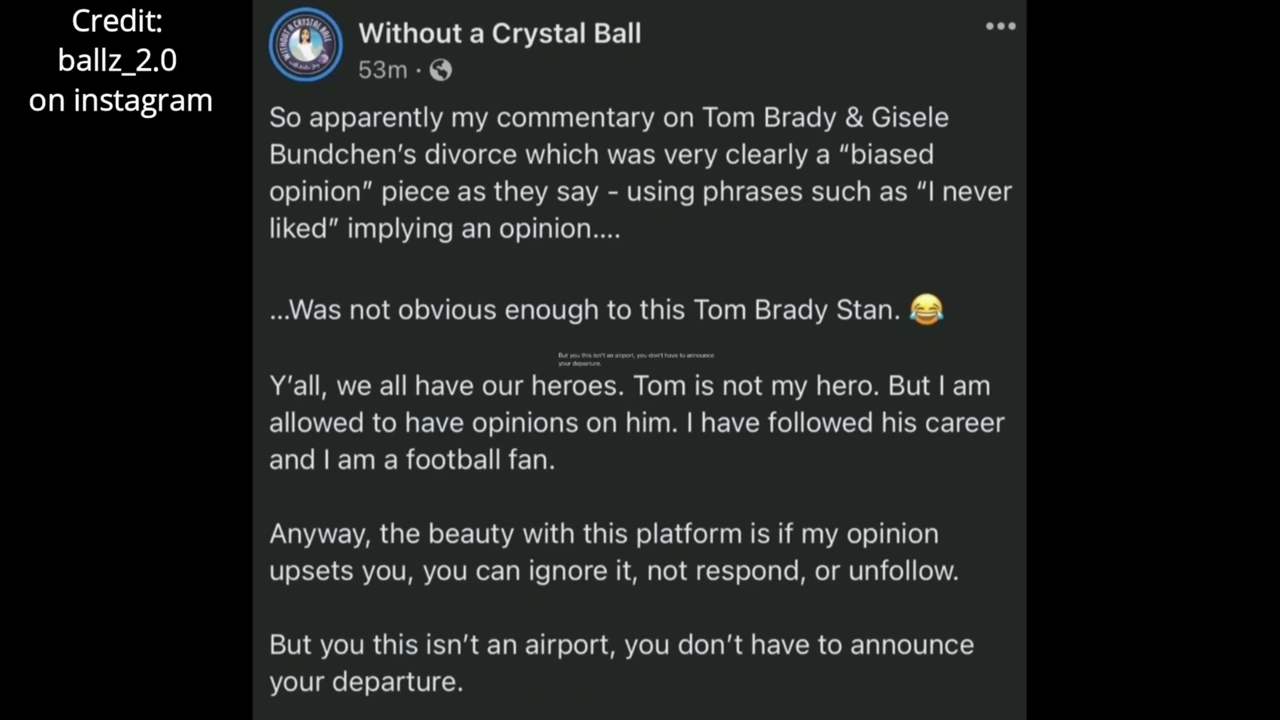 Credit:
ballz_2.0
on instagram
Without a Crystal Ball
53m ·
So apparently my commentary on Tom Brady & Gisele
Bundchen’s divorce which was very clearly a “biased
opinion” piece as they say - using phrases such as “I never
liked” implying an opinion....
...Was not obvious enough to this Tom Brady Stan. 😂
But you this isn't an airport, you don't have to announce
your departure.
Y’all, we all have our heroes. Tom is not my hero. But I am
allowed to have opinions on him. I have followed his career
and I am a football fan.
Anyway, the beauty with this platform is if my opinion
upsets you, you can ignore it, not respond, or unfollow.
But you this isn’t an airport, you don’t have to announce
your departure.